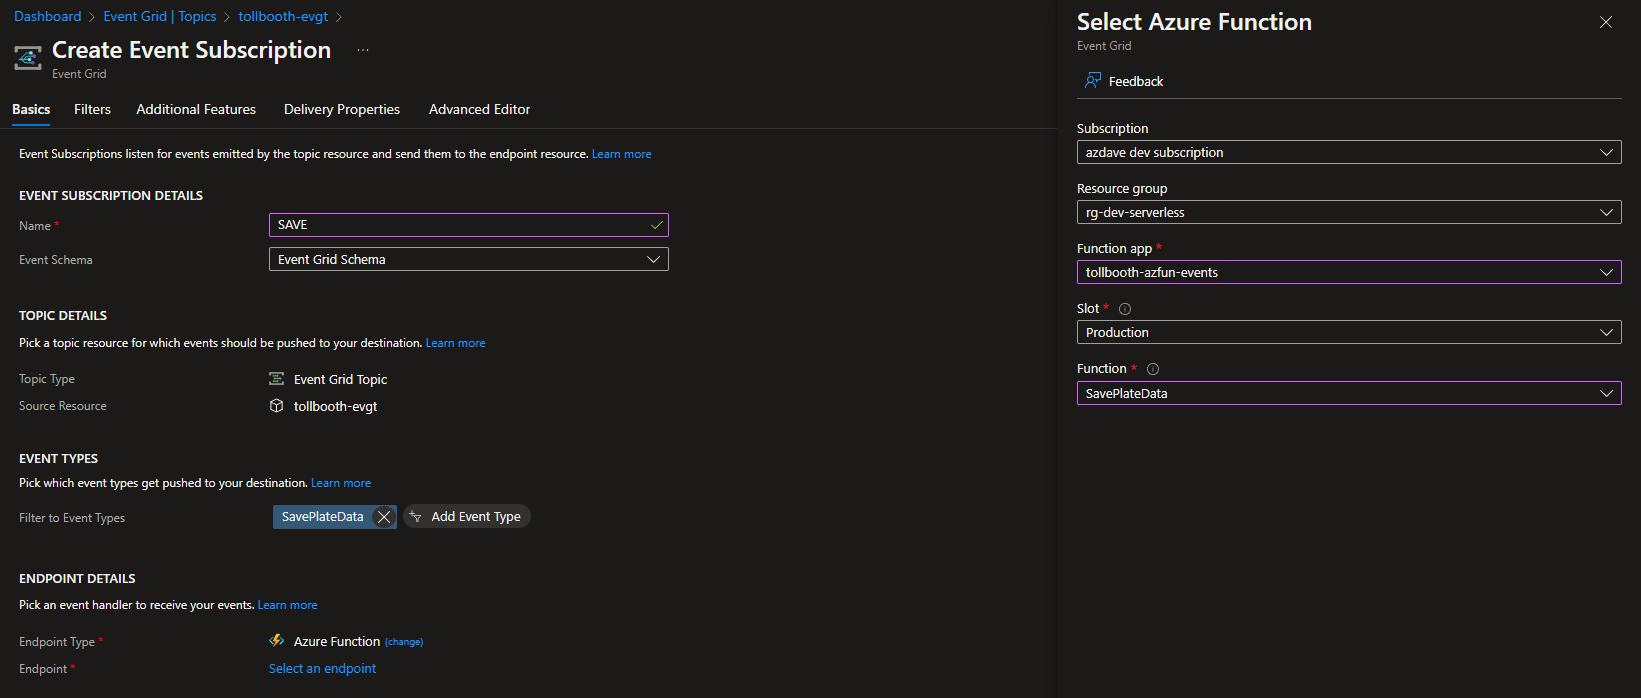 Dashboard > Event Grid | Topics > tollbooth-evgt >
Create Event Subscription ...
Event Grid
Basics Filters Additional Features Delivery Properties Advanced Editor
Event Subscriptions listen for events emitted by the topic resource and send them to the endpoint resource. Learn more
EVENT SUBSCRIPTION DETAILS
Name * SAVE
Event Schema Event Grid Schema
TOPIC DETAILS
Pick a topic resource for which events should be pushed to your destination. Learn more
Topic Type Event Grid Topic
Source Resource tollbooth-evgt
EVENT TYPES
Pick which event types get pushed to your destination. Learn more
Filter to Event Types SavePlateData Add Event Type
ENDPOINT DETAILS
Pick an event handler to receive your events. Learn more
Endpoint Type * Azure Function (change)
Endpoint * Select an endpoint
Select Azure Function
Event Grid
Feedback
Subscription
azdave dev subscription
Resource group
rg-dev-serverless
Function app *
tollbooth-azfun-events
Slot *
Production
Function *
SavePlateData